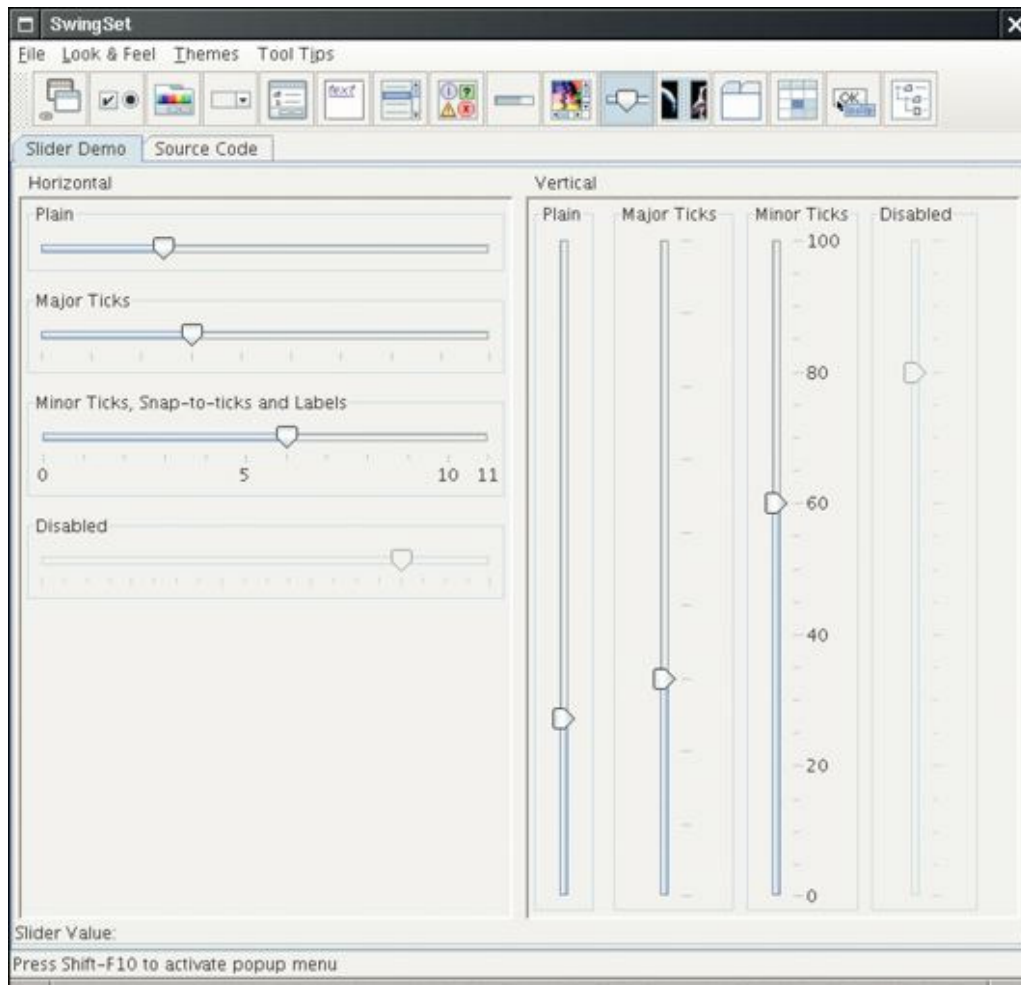 SwingSet
File Look & Feel Themes Tool Tips
text
OK
Slider Demo Source Code
Horizontal
Plain
Major Ticks
Minor Ticks, Snap-to-ticks and Labels
0 5 10 11
Disabled
Vertical
Plain Major Ticks Minor Ticks Disabled
100
80
60
40
20
0
Slider Value:
Press Shift-F10 to activate popup menu